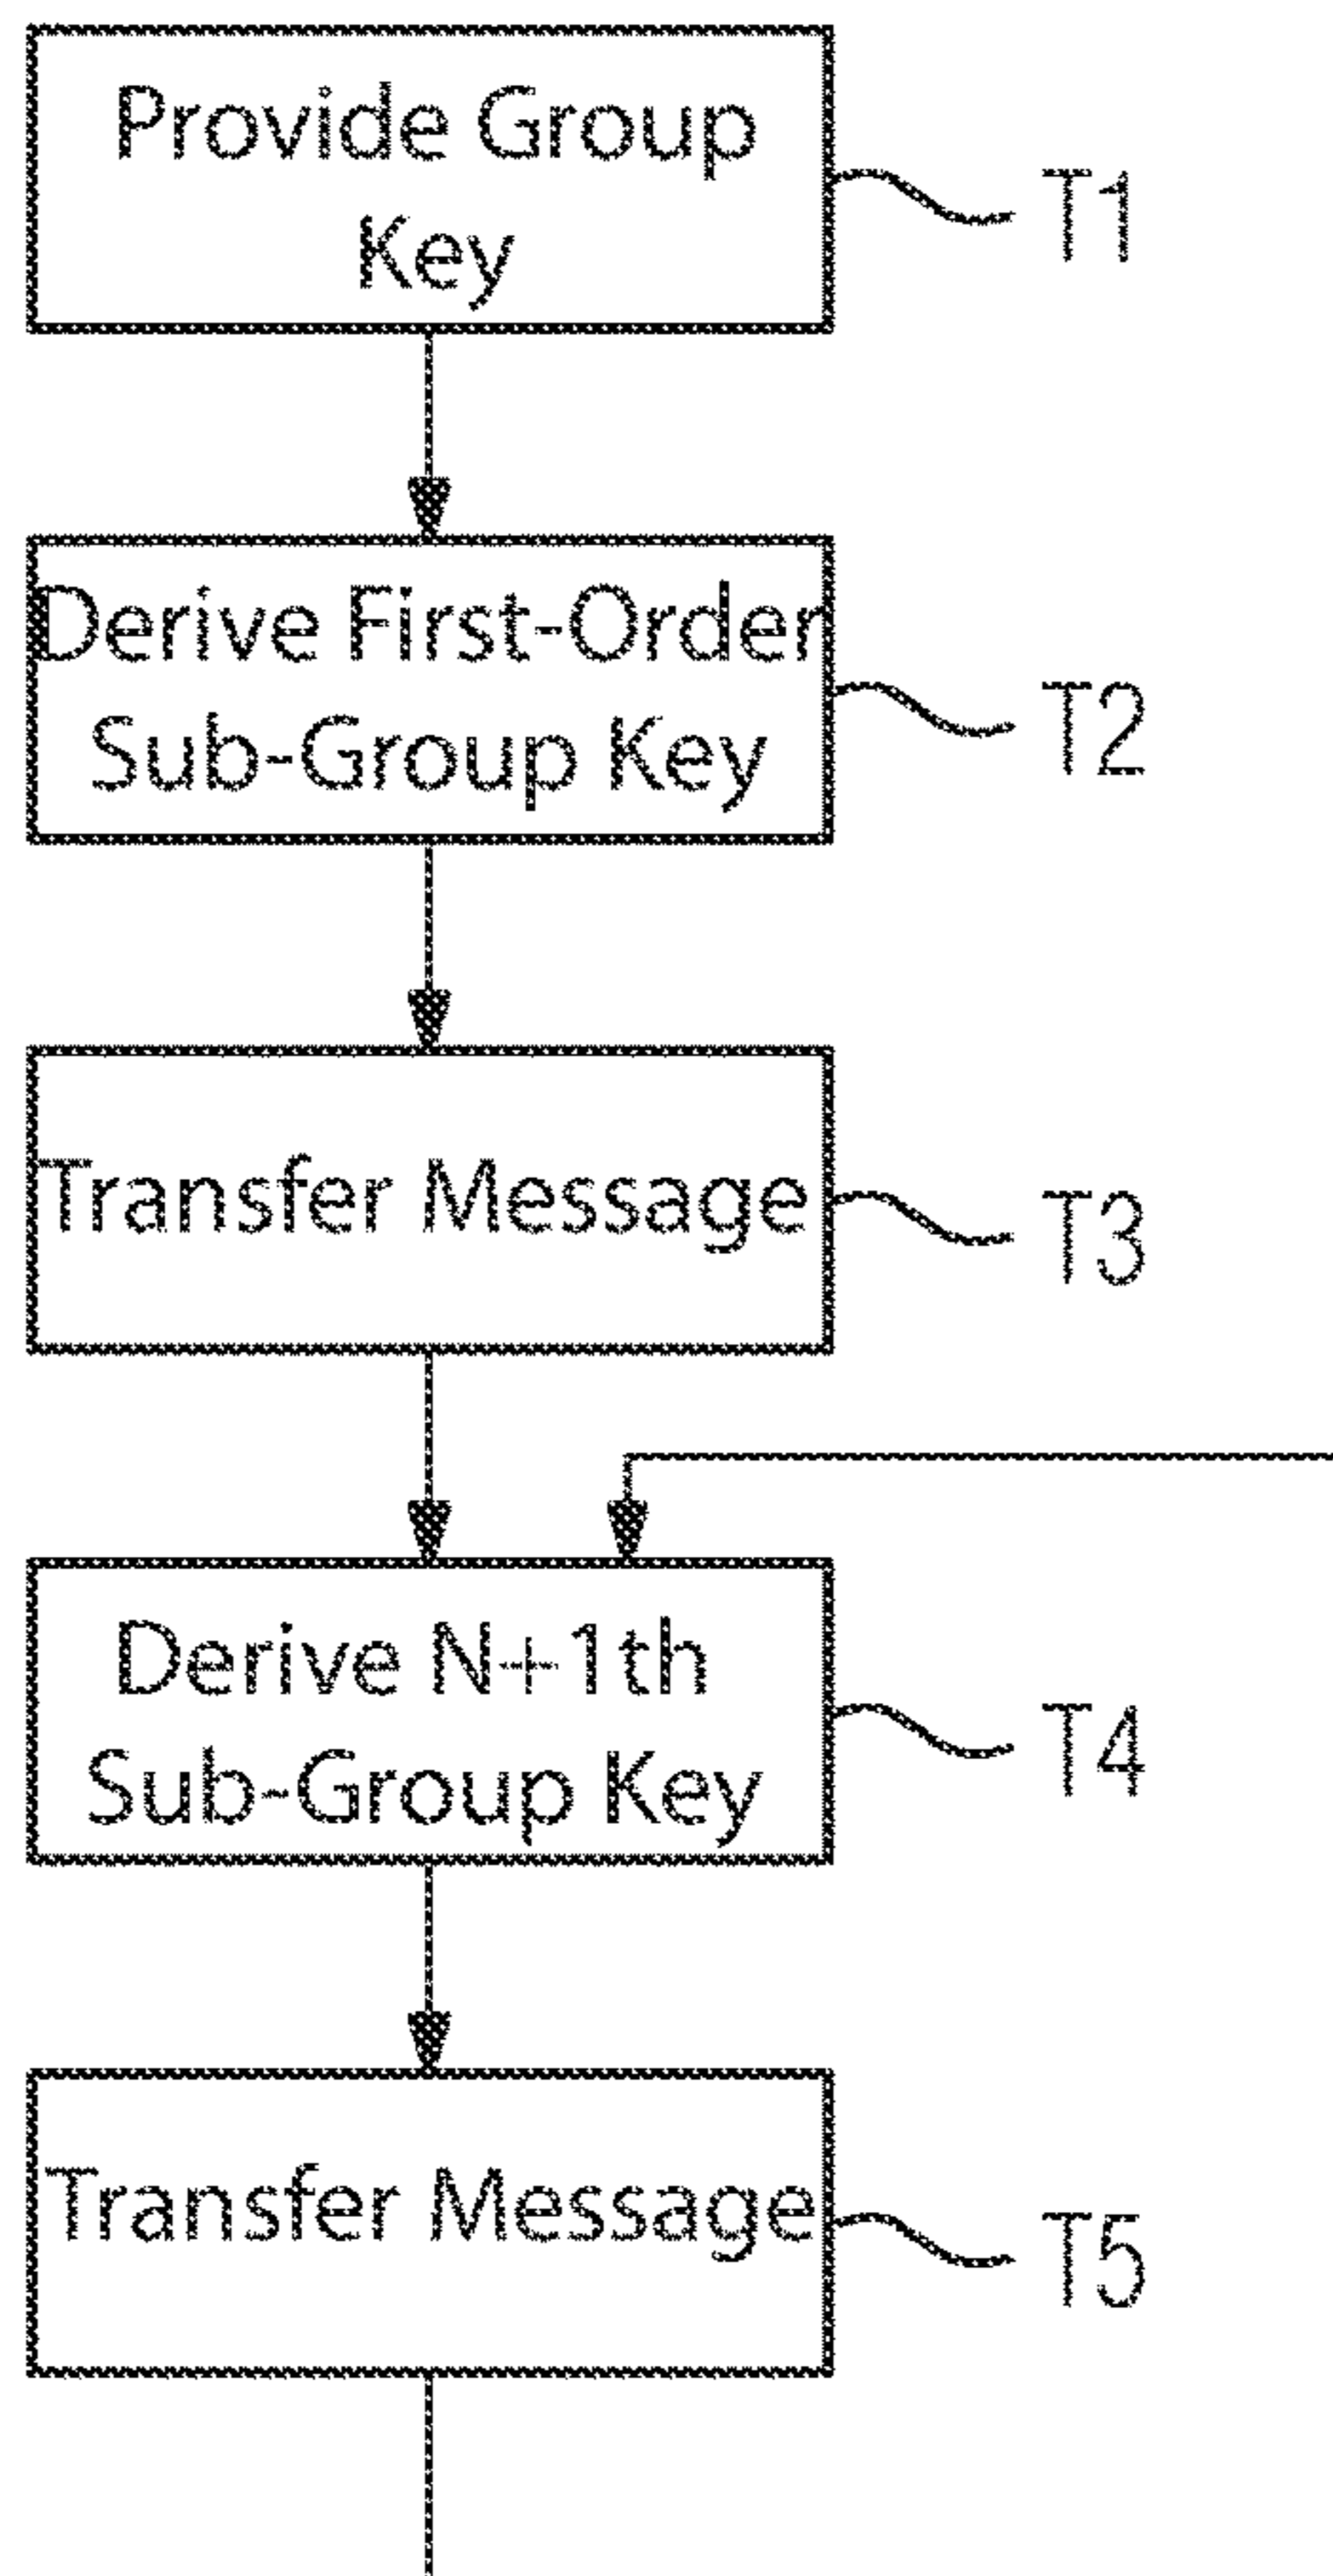 Provide Group
Key
T1
Derive First-Order
Sub-Group Key
T2
Transfer Message
T3
Derive N+1th
Sub-Group Key
T4
Transfer Message
T5